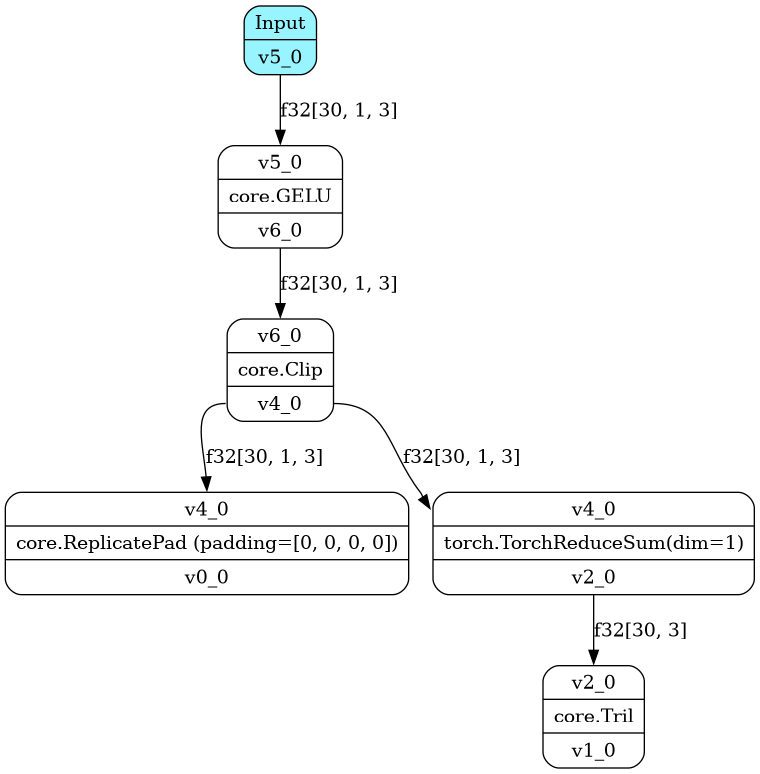 Input
v5_0
f32[30, 1, 3]
v5_0
core.GELU
v6_0
f32[30, 1, 3]
v6_0
core.Clip
v4_0
f32[30, 1, 3]
f32[30, 1, 3]
v4_0
core.ReplicatePad (padding=[0, 0, 0, 0])
v0_0
v4_0
torch.TorchReduceSum(dim=1)
v2_0
f32[30, 3]
v2_0
core.Tril
v1_0